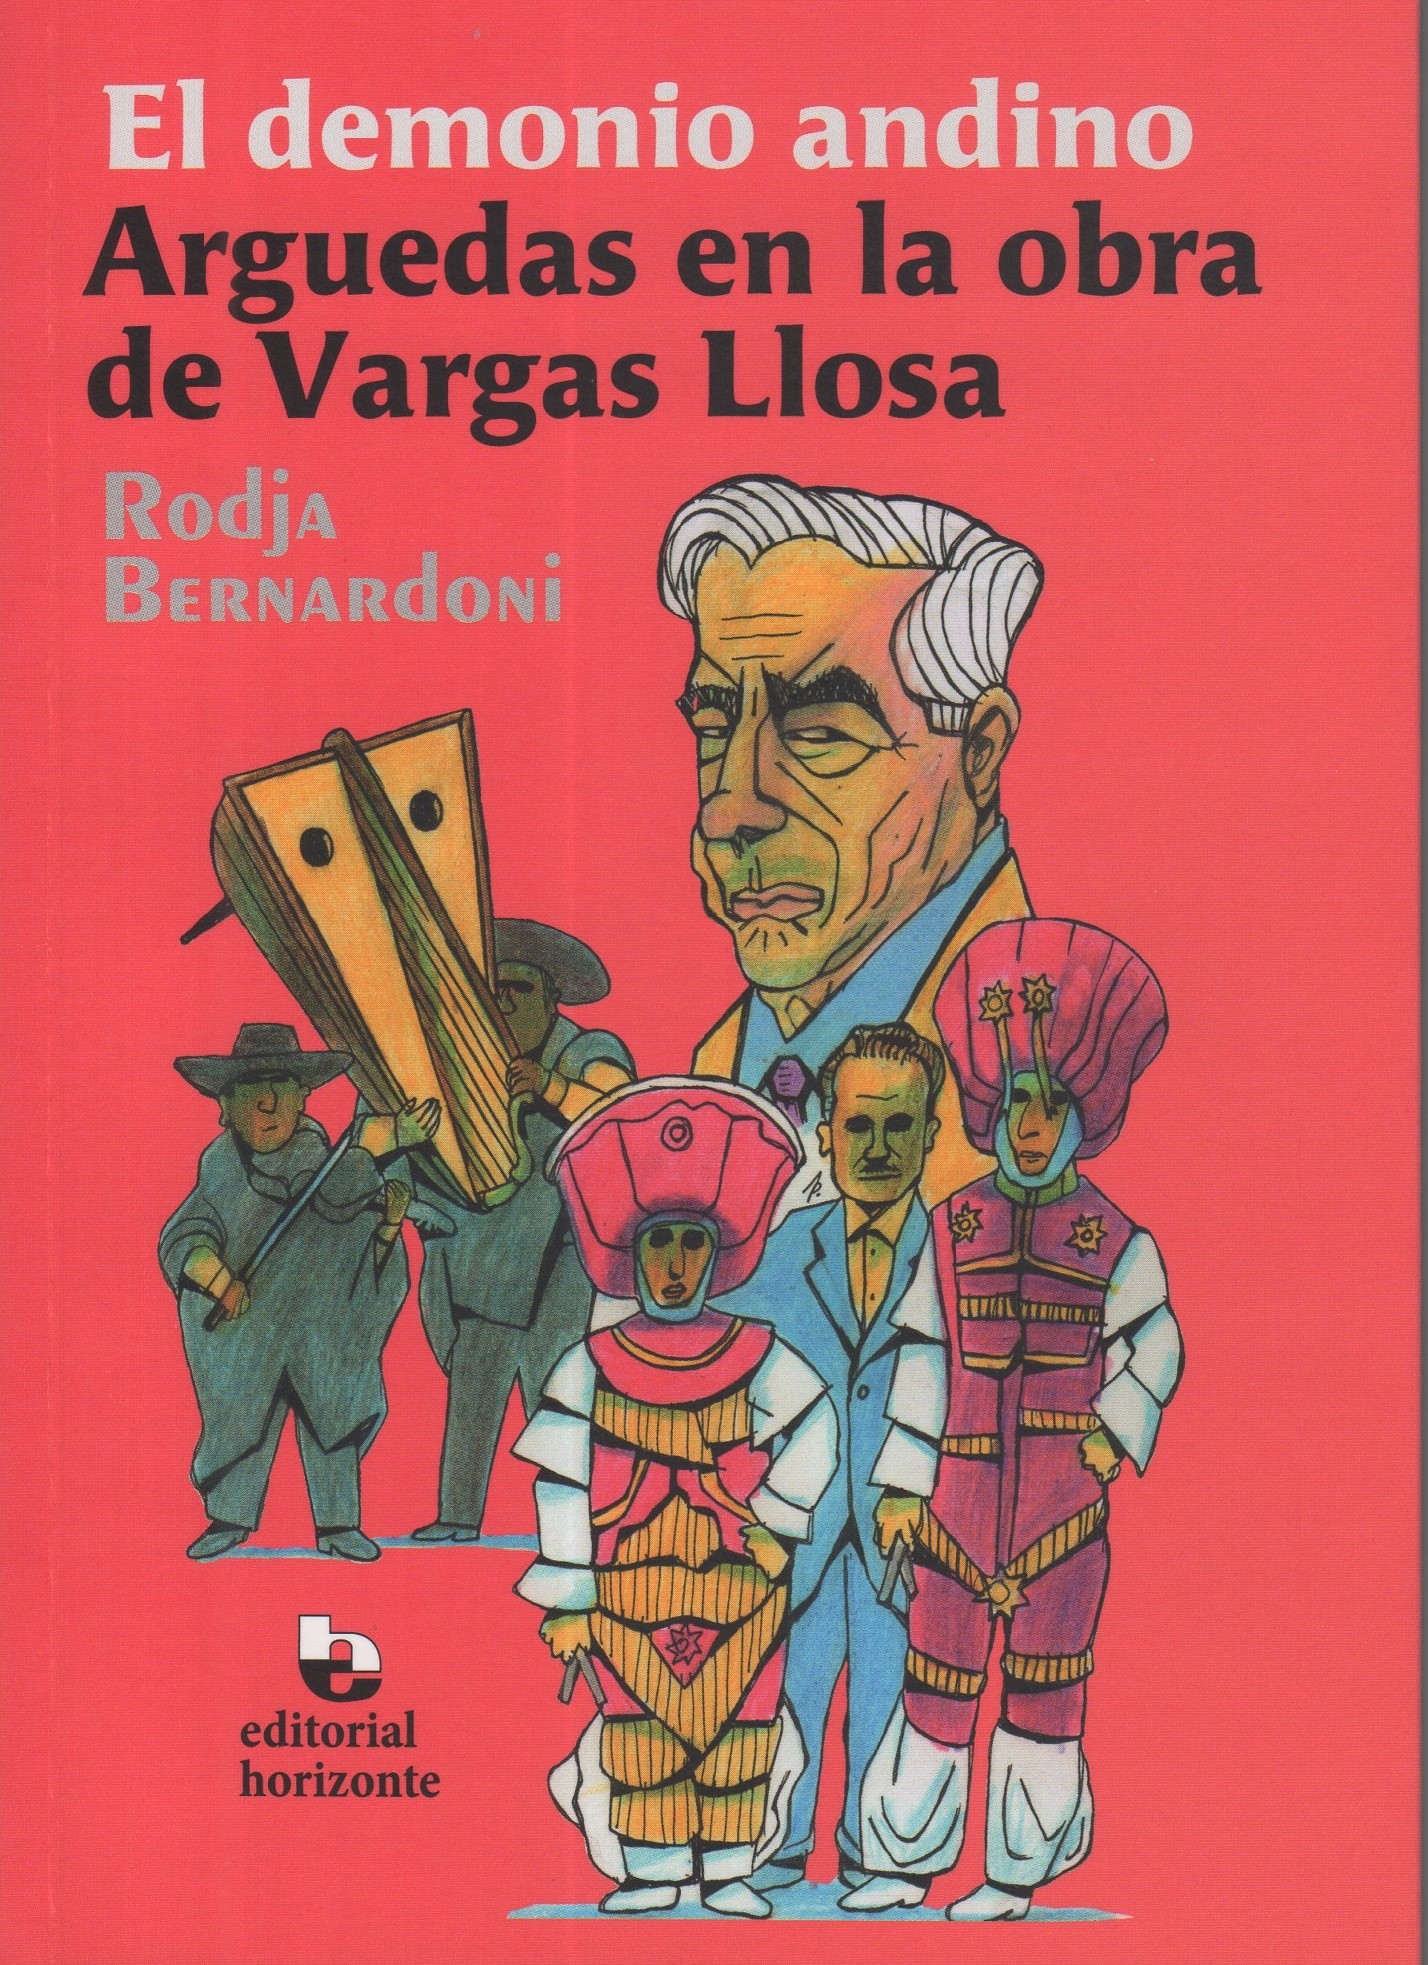 El demonio andino
Arguedas en la obra
de Vargas Llosa
Rodja
Bernardoni
editorial
horizonte